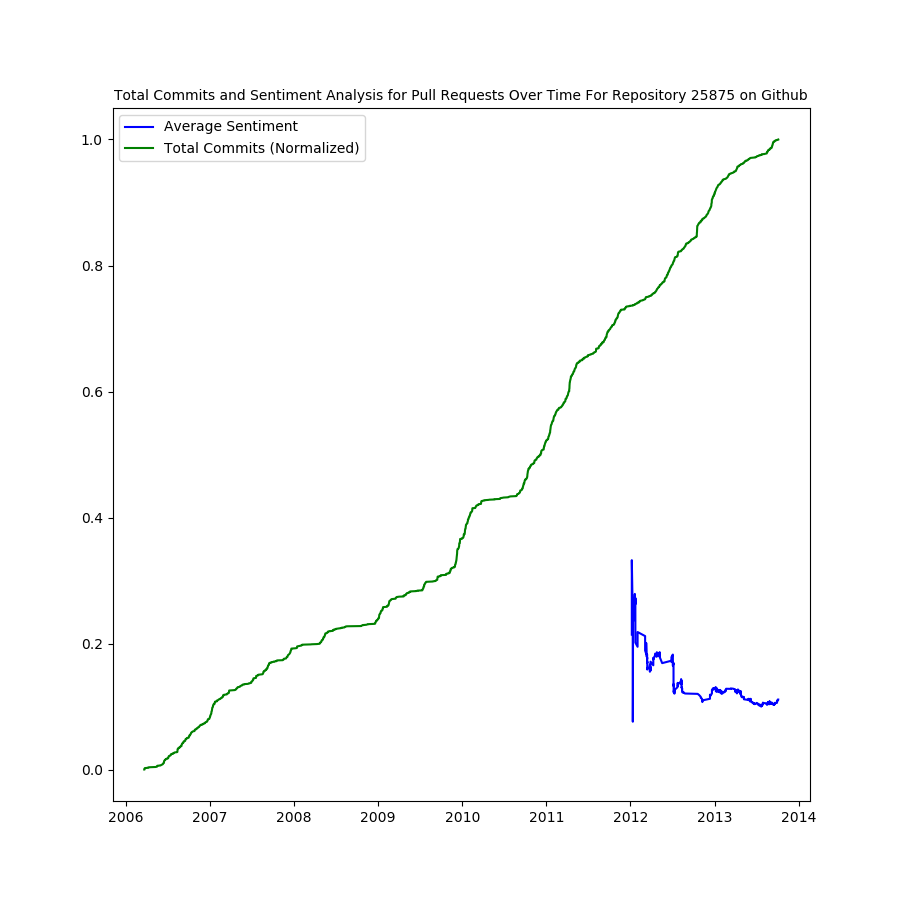 Total Commits and Sentiment Analysis for Pull Requests Over Time For Repository 25875 on Github
Average Sentiment
Total Commits (Normalized)
1.0
0.8
0.6
0.4
0.2
0.0
2006 2007 2008 2009 2010 2011 2012 2013 2014